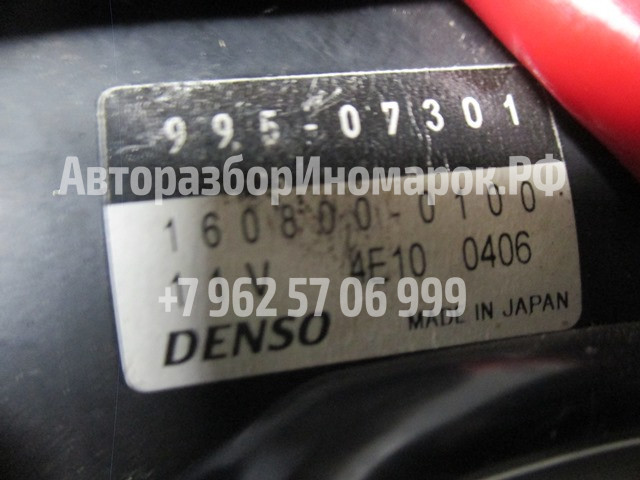 995-07301
АвторазборИномарок.РФ
160800-0100
4E10 0406
+7 962 57 06 999
DENSO MADE IN JAPAN